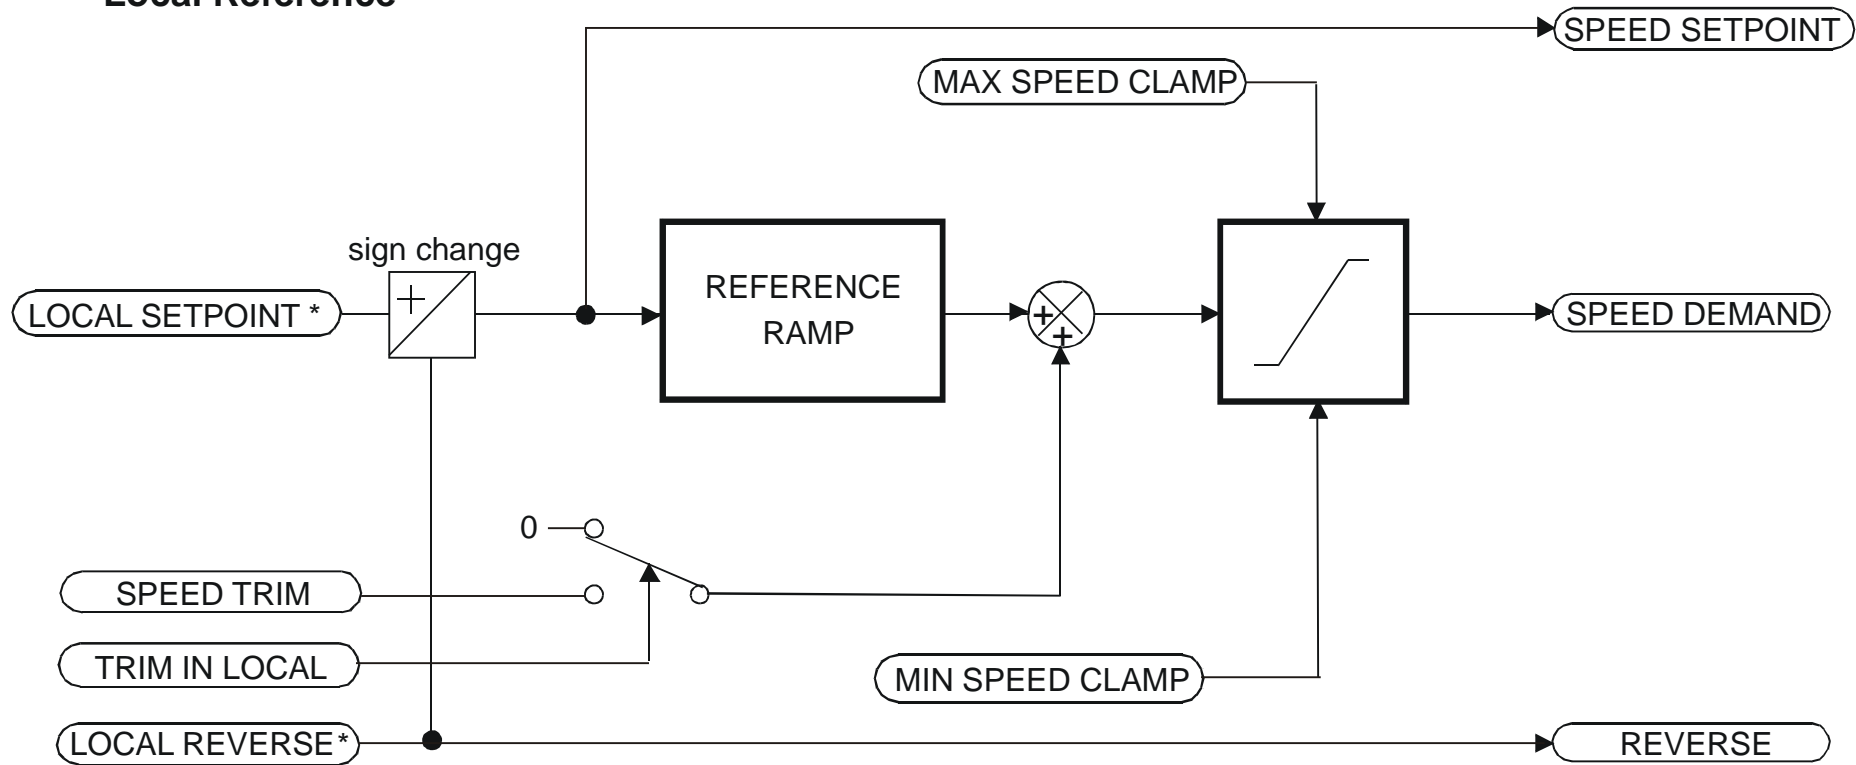 Local Reference
SPEED SETPOINT
MAX SPEED CLAMP
sign change
+
LOCAL SETPOINT *
REFERENCE
RAMP
+
+
SPEED DEMAND
0
SPEED TRIM
TRIM IN LOCAL
MIN SPEED CLAMP
LOCAL REVERSE *
REVERSE